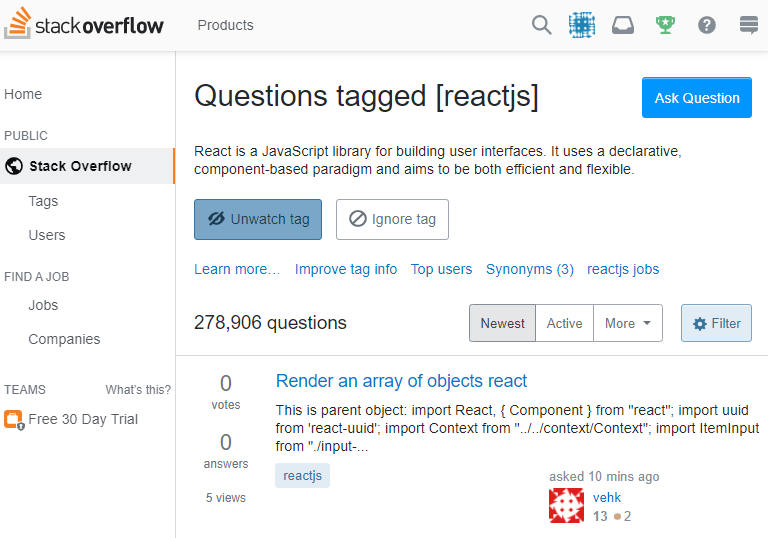 stackoverflow
Products
Home
PUBLIC
Stack Overflow
Tags
Users
FIND A JOB
Jobs
Companies
TEAMS What's this?
Free 30 Day Trial
Questions tagged [reactjs]
Ask Question
React is a JavaScript library for building user interfaces. It uses a declarative,
component-based paradigm and aims to be both efficient and flexible.
Unwatch tag Ignore tag
Learn more… Improve tag info Top users Synonyms (3) reactjs jobs
278,906 questions
Newest Active More Filter
0
votes
0
answers
5 views
Render an array of objects react
This is parent object: import React, { Component } from "react"; import uuid
from 'react-uuid'; import Context from "../../context/Context"; import ItemInput
from "./input-...
reactjs
asked 10 mins ago
vehk
13 2